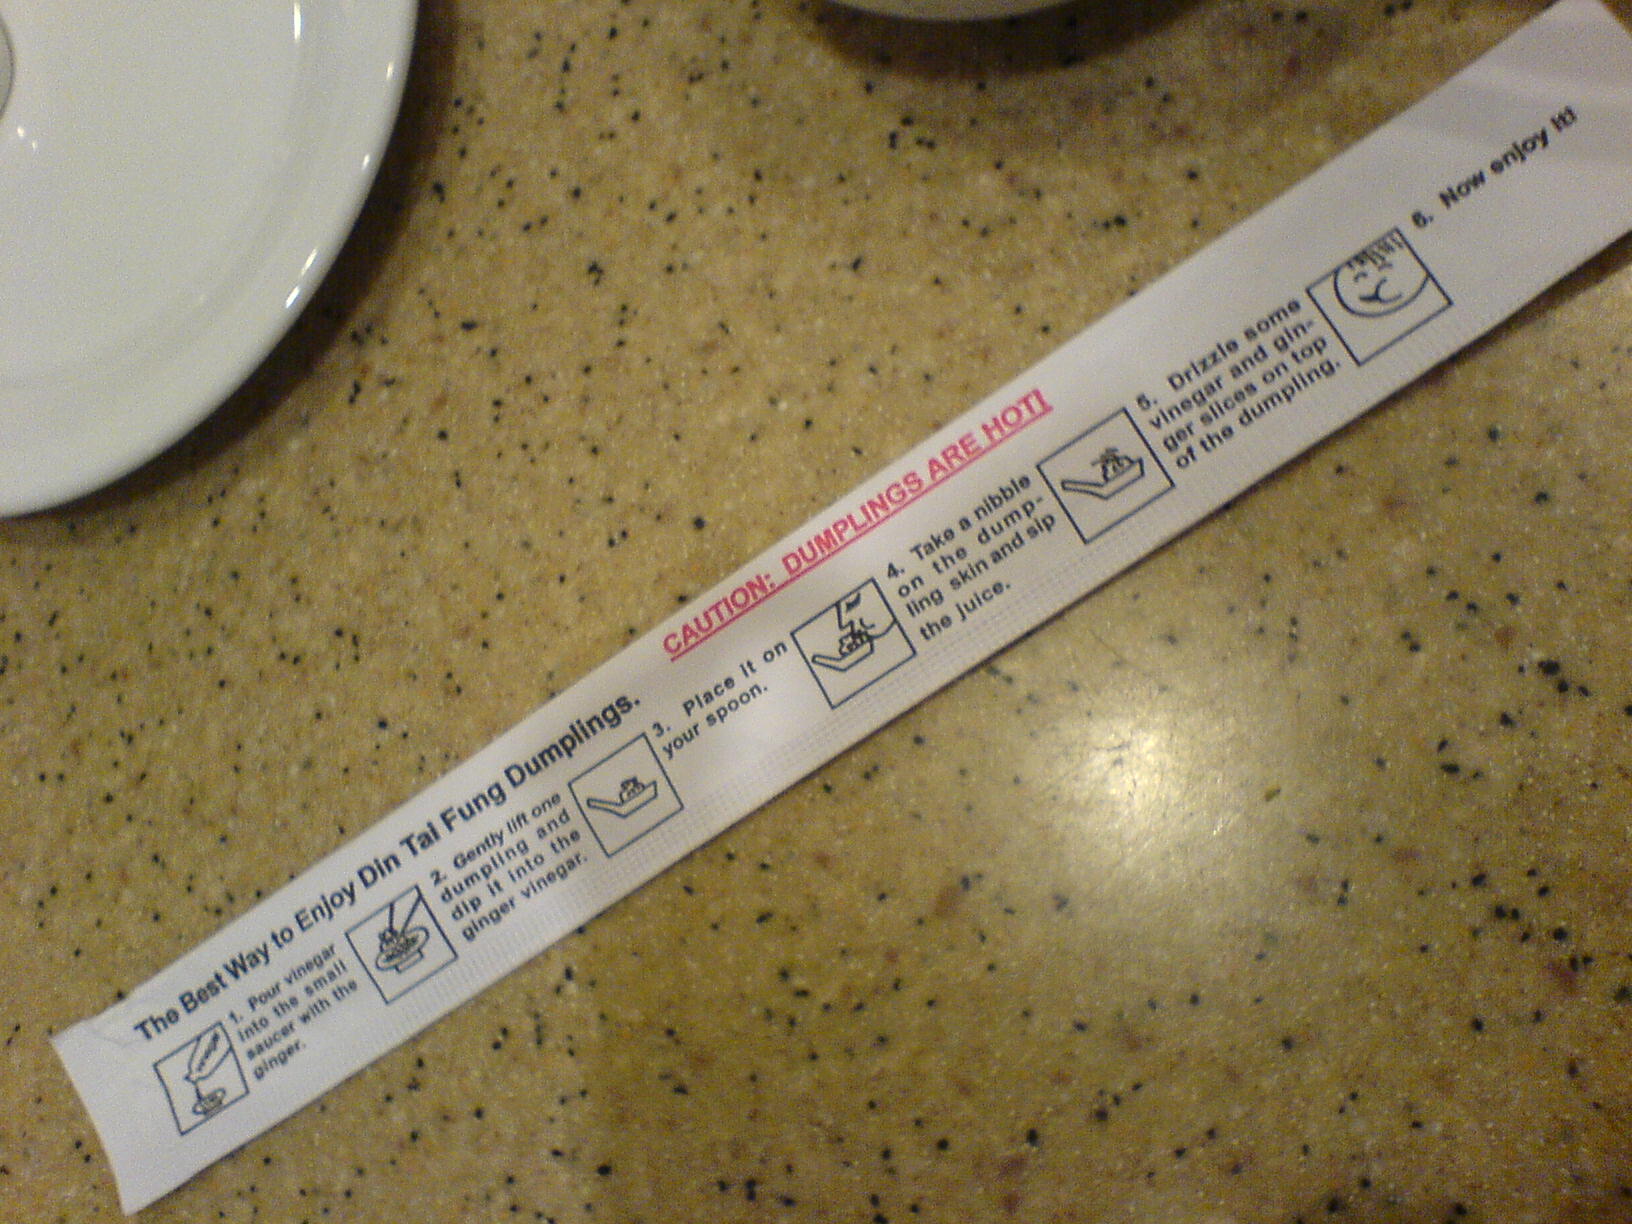 The Best Way to Enjoy Din Tai Fung Dumplings.
CAUTION: DUMPLINGS ARE HOT!
1. Pour vinegar
into the small
saucer with the
ginger.
2. Gently lift one
dumpling and
dip it into the
ginger vinegar.
3. Place it on
your spoon.
4. Take a nibble
on the dump-
ling skin and sip
the juice.
5. Drizzle some
vinegar and gin-
ger slices on top
of the dumpling.
6. Now enjoy it!